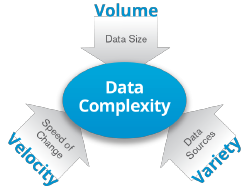 Volume
Data Size
Data
Complexity
Speed of
Change
Velocity
Data
Sources
Variety